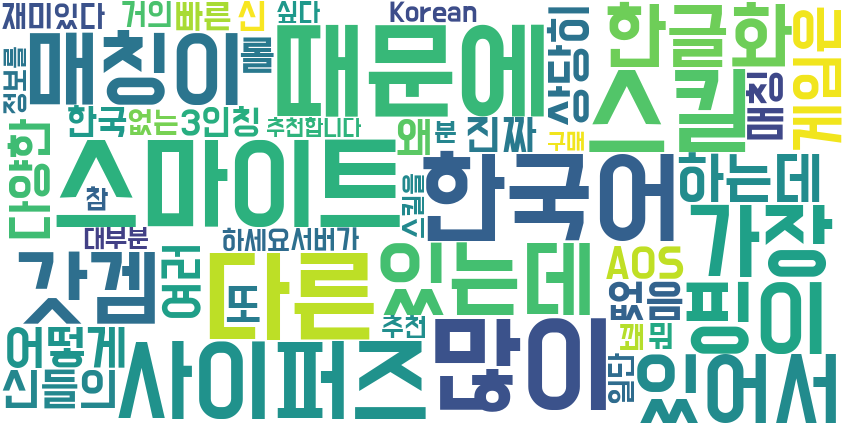 재미있다
거의
빠른
신
싶다
Korean
정보를
매칭이
롤
때문에
상당히
한글화
스킬
매칭
게임은
한국
없는
3인칭
추천합니다
왜
분
진짜
구매
다양한
스마이트
참
스킬을
한국어
하는데
대부분
하세요
서버가
갓겜
여러
다른
있는데
또
가장
AOS
없음
핑이
추천
꽤
뭐
어떻게
신들의
사이퍼즈
많이
일단
있어서